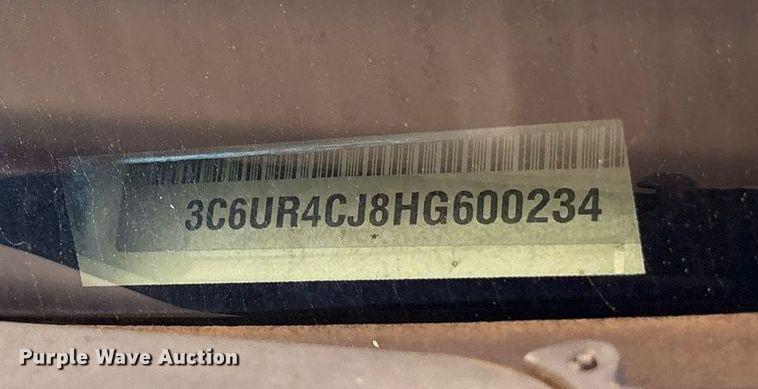 3C6UR4CJ8HG600234
Purple Wave Auction